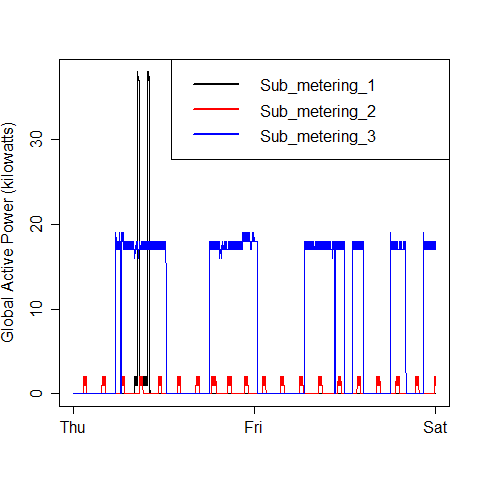 Sub_metering_1
Sub_metering_2
Sub_metering_3
Global Active Power (kilowatts)
30
20
10
0
Thu
Fri
Sat